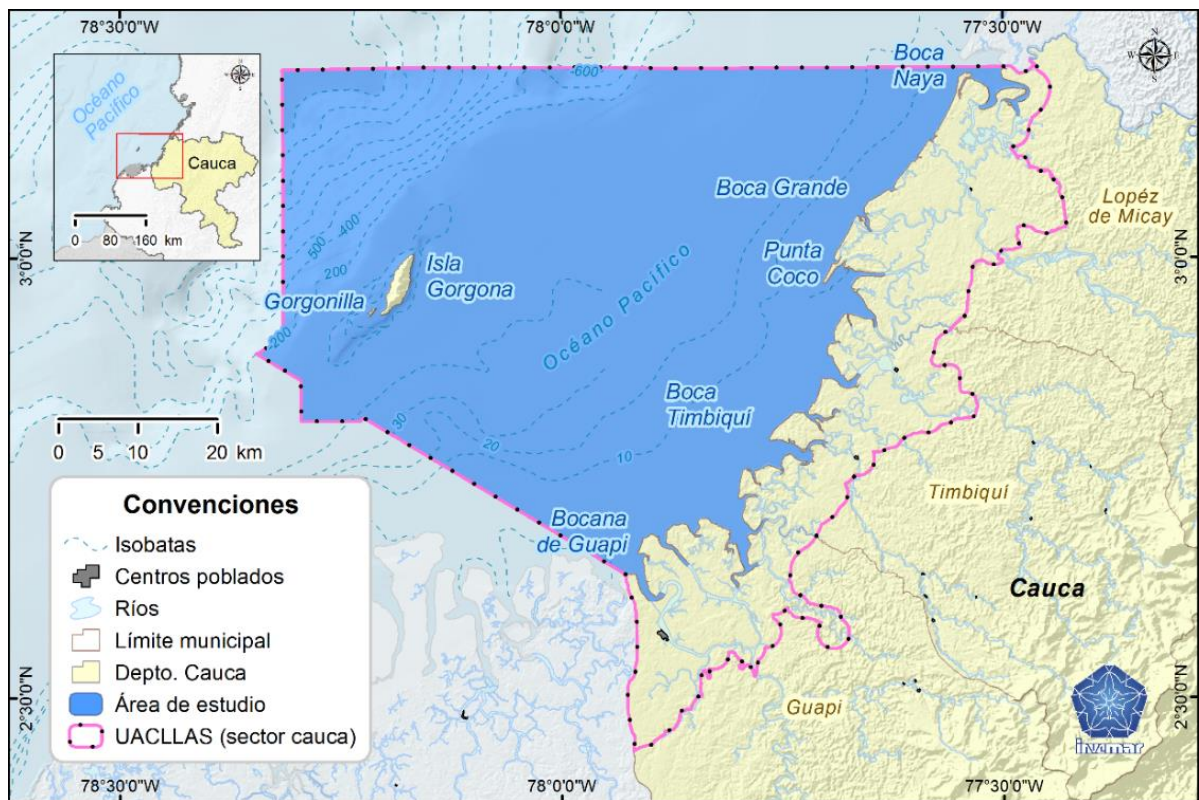 78°30'0"W
78°0'0"W
77°30'0"W
Océano
Pacífico
Cauca
0 80 160 km
-600
Boca
Naya
Boca Grande
Lopéz
de Micay
3°0'0"N
3°0'0"N
500
-400
200
Isla
Gorgona
Gorgonilla
Punta
Coco
Océano Pacífico
-200
Boca
Timbiquí
0 5 10 20 km
30
20
10
Timbiquí
Bocana
de Guapi
Cauca
Guapi
Convenciones
Isobatas
Centros poblados
Ríos
Límite municipal
Depto. Cauca
Área de estudio
UACLLAS (sector cauca)
2°30'0"N
2°30'0"N
invemar
78°30'0"W
78°0'0"W
77°30'0"W